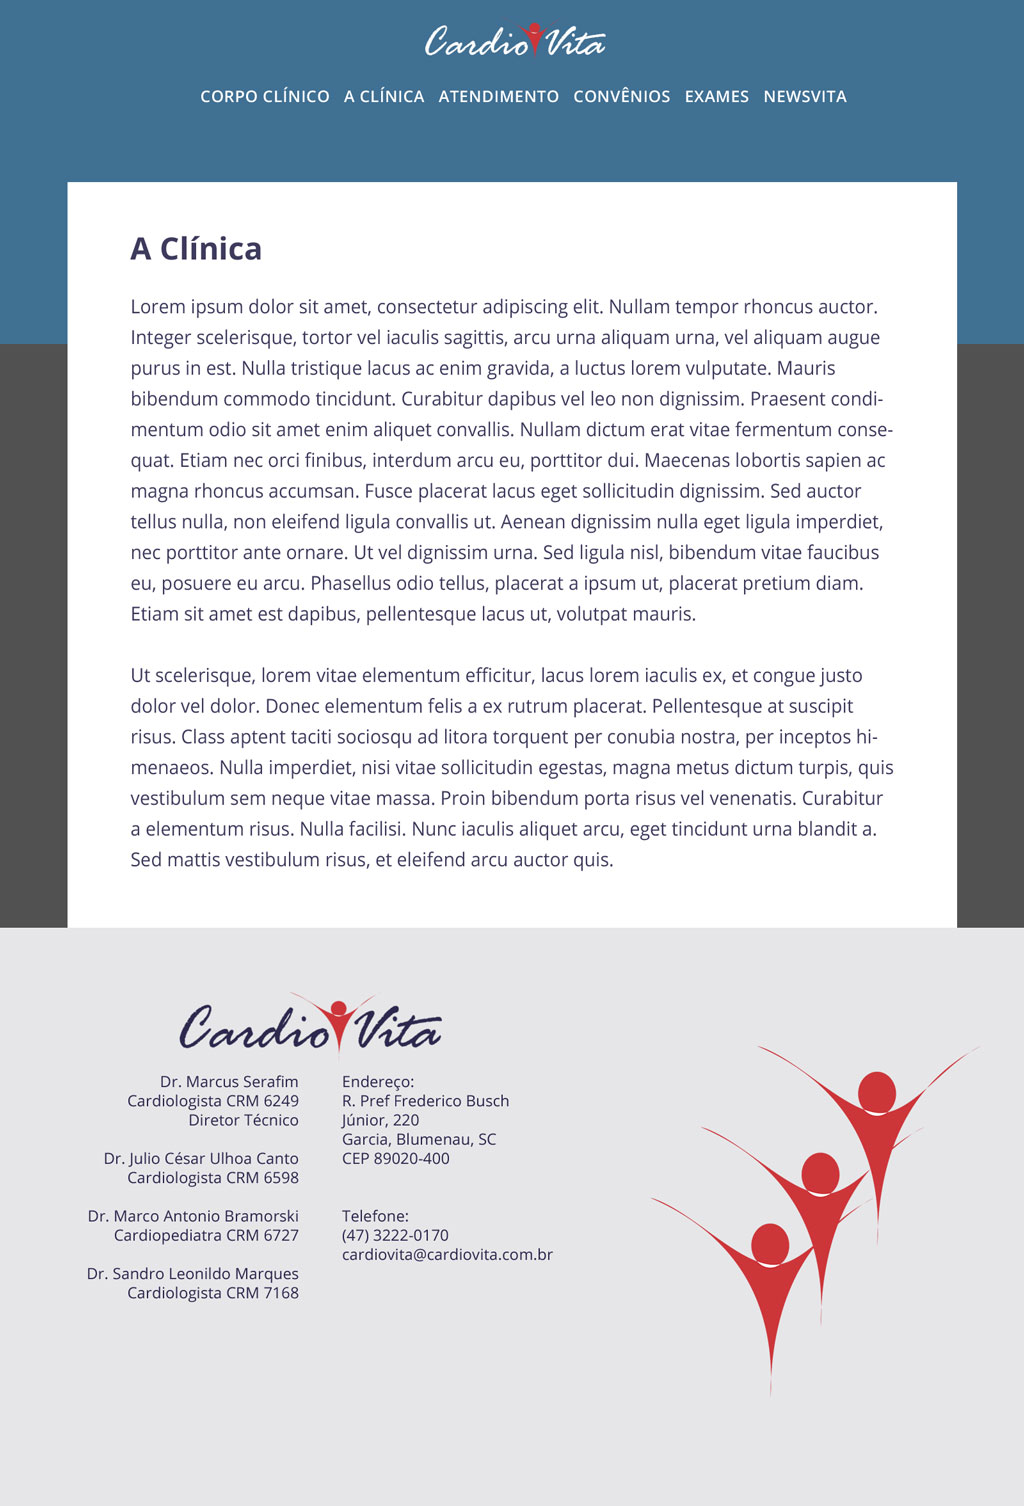 Cardio Vita
CORPO CLÍNICO A CLÍNICA ATENDIMENTO CONVÊNIOS EXAMES NEWSVITA
A Clínica
Lorem ipsum dolor sit amet, consectetur adipiscing elit. Nullam tempor rhoncus auctor.
Integer scelerisque, tortor vel iaculis sagittis, arcu urna aliquam urna, vel aliquam augue
purus in est. Nulla tristique lacus ac enim gravida, a luctus lorem vulputate. Mauris
bibendum commodo tincidunt. Curabitur dapibus vel leo non dignissim. Praesent condi-
mentum odio sit amet enim aliquet convallis. Nullam dictum erat vitae fermentum conse-
quat. Etiam nec orci finibus, interdum arcu eu, porttitor dui. Maecenas lobortis sapien ac
magna rhoncus accumsan. Fusce placerat lacus eget sollicitudin dignissim. Sed auctor
tellus nulla, non eleifend ligula convallis ut. Aenean dignissim nulla eget ligula imperdiet,
nec porttitor ante ornare. Ut vel dignissim urna. Sed ligula nisl, bibendum vitae faucibus
eu, posuere eu arcu. Phasellus odio tellus, placerat a ipsum ut, placerat pretium diam.
Etiam sit amet est dapibus, pellentesque lacus ut, volutpat mauris.
Ut scelerisque, lorem vitae elementum efficitur, lacus lorem iaculis ex, et congue justo
dolor vel dolor. Donec elementum felis a ex rutrum placerat. Pellentesque at suscipit
risus. Class aptent taciti sociosqu ad litora torquent per conubia nostra, per inceptos hi-
menaeos. Nulla imperdiet, nisi vitae sollicitudin egestas, magna metus dictum turpis, quis
vestibulum sem neque vitae massa. Proin bibendum porta risus vel venenatis. Curabitur
a elementum risus. Nulla facilisi. Nunc iaculis aliquet arcu, eget tincidunt urna blandit a.
Sed mattis vestibulum risus, et eleifend arcu auctor quis.
Cardio Vita
Dr. Marcus Serafim
Cardiologista CRM 6249
Diretor Técnico
Dr. Julio César Ulhoa Canto
Cardiologista CRM 6598
Dr. Marco Antonio Bramorski
Cardiopediatra CRM 6727
Dr. Sandro Leonildo Marques
Cardiologista CRM 7168
Endereço:
R. Pref Frederico Busch
Júnior, 220
Garcia, Blumenau, SC
CEP 89020-400
Telefone:
(47) 3222-0170
cardiovita@cardiovita.com.br